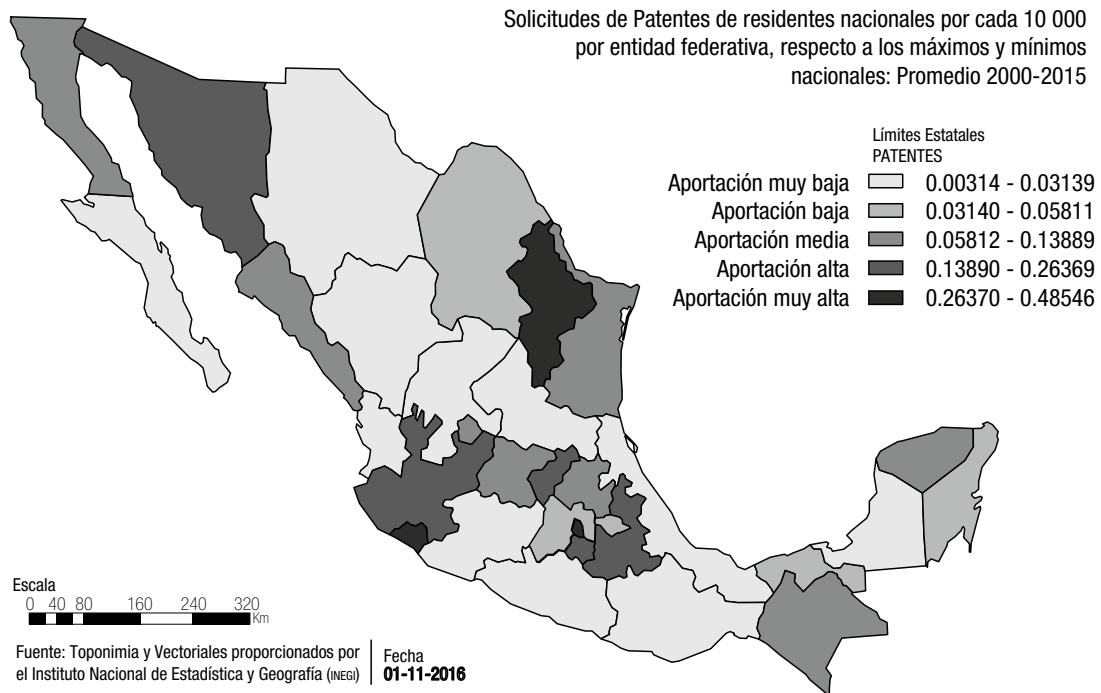 Solicitudes de Patentes de residentes nacionales por cada 10 000
por entidad federativa, respecto a los máximos y mínimos
nacionales: Promedio 2000-2015
Límites Estatales
PATENTES
Aportación muy baja 0.00314 - 0.03139
Aportación baja 0.03140 - 0.05811
Aportación media 0.05812 - 0.13889
Aportación alta 0.13890 - 0.26369
Aportación muy alta 0.26370 - 0.48546
Escala
0 40 80 160 240 320
Km
Fuente: Toponimia y Vectoriales proporcionados por
el Instituto Nacional de Estadística y Geografía (INEGI)
Fecha
01-11-2016